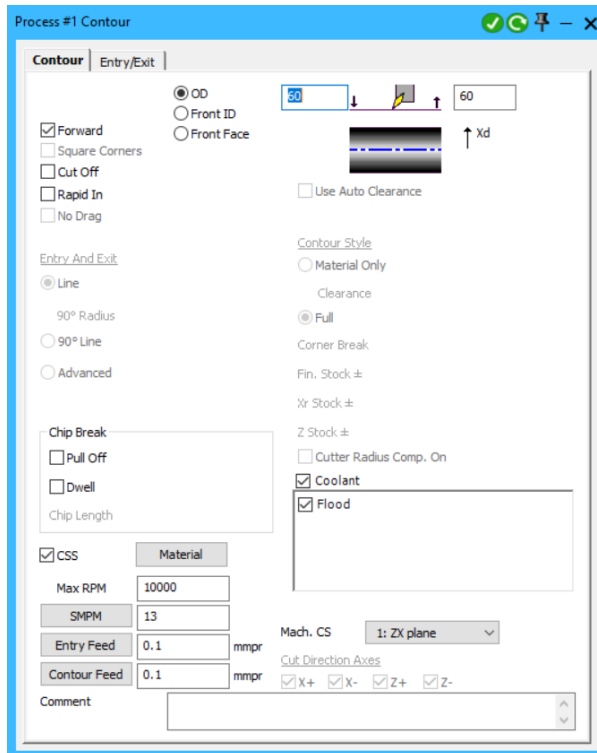 Process #1 Contour
Contour
Entry/Exit
OD
Front ID
Front Face
60
60
Xd
Forward
Square Corners
Cut Off
Rapid In
No Drag
Use Auto Clearance
Entry And Exit
Line
90° Radius
90° Line
Advanced
Contour Style
Material Only
Clearance
Full
Corner Break
Fin. Stock ±
Xr Stock ±
Z Stock ±
Cutter Radius Comp. On
Chip Break
Pull Off
Dwell
Chip Length
Coolant
Flood
CSS
Material
Max RPM
10000
SMPM
13
Entry Feed
0.1
mmpr
Contour Feed
0.1
mmpr
Mach. CS
1: ZX plane
Cut Direction Axes
X+ X- Z+ Z-
Comment